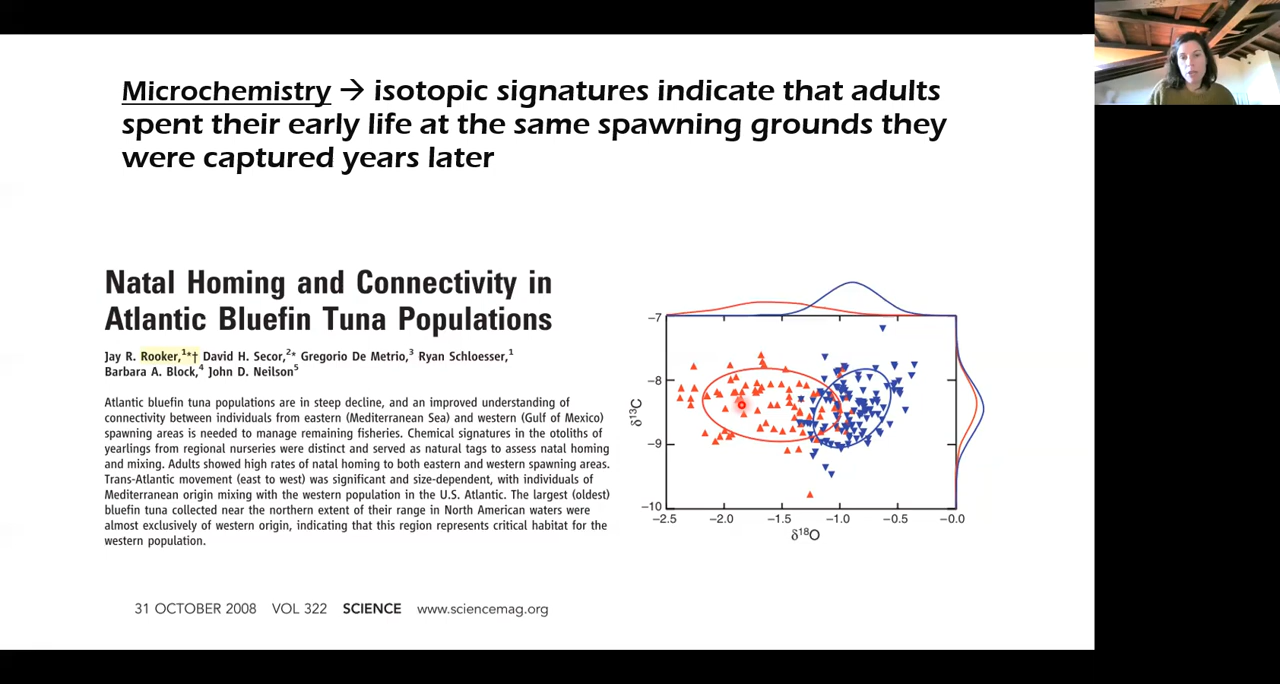 Microchemistry → isotopic signatures indicate that adults
spent their early life at the same spawning grounds they
were captured years later
Natal Homing and Connectivity in
Atlantic Bluefin Tuna Populations
Jay R. Rooker,¹*† David H. Secor,²* Gregorio De Metrio,³ Ryan Schloesser,¹
Barbara A. Block,⁴ John D. Neilson⁵
Atlantic bluefin tuna populations are in steep decline, and an improved understanding of
connectivity between individuals from eastern (Mediterranean Sea) and western (Gulf of Mexico)
spawning areas is needed to manage remaining fisheries. Chemical signatures in the otoliths of
yearlings from regional nurseries were distinct and served as natural tags to assess natal homing
and mixing. Adults showed high rates of natal homing to both eastern and western spawning areas.
Trans-Atlantic movement (east to west) was significant and size-dependent, with individuals of
Mediterranean origin mixing with the western population in the U.S. Atlantic. The largest (oldest)
bluefin tuna collected near the northern extent of their range in North American waters were
almost exclusively of western origin, indicating that this region represents critical habitat for the
western population.
31 OCTOBER 2008 VOL 322 SCIENCE www.sciencemag.org
−7
−8
−9
−10
δ¹³C
−2.5 −2.0 −1.5 −1.0 −0.5 −0.0
δ¹⁸O